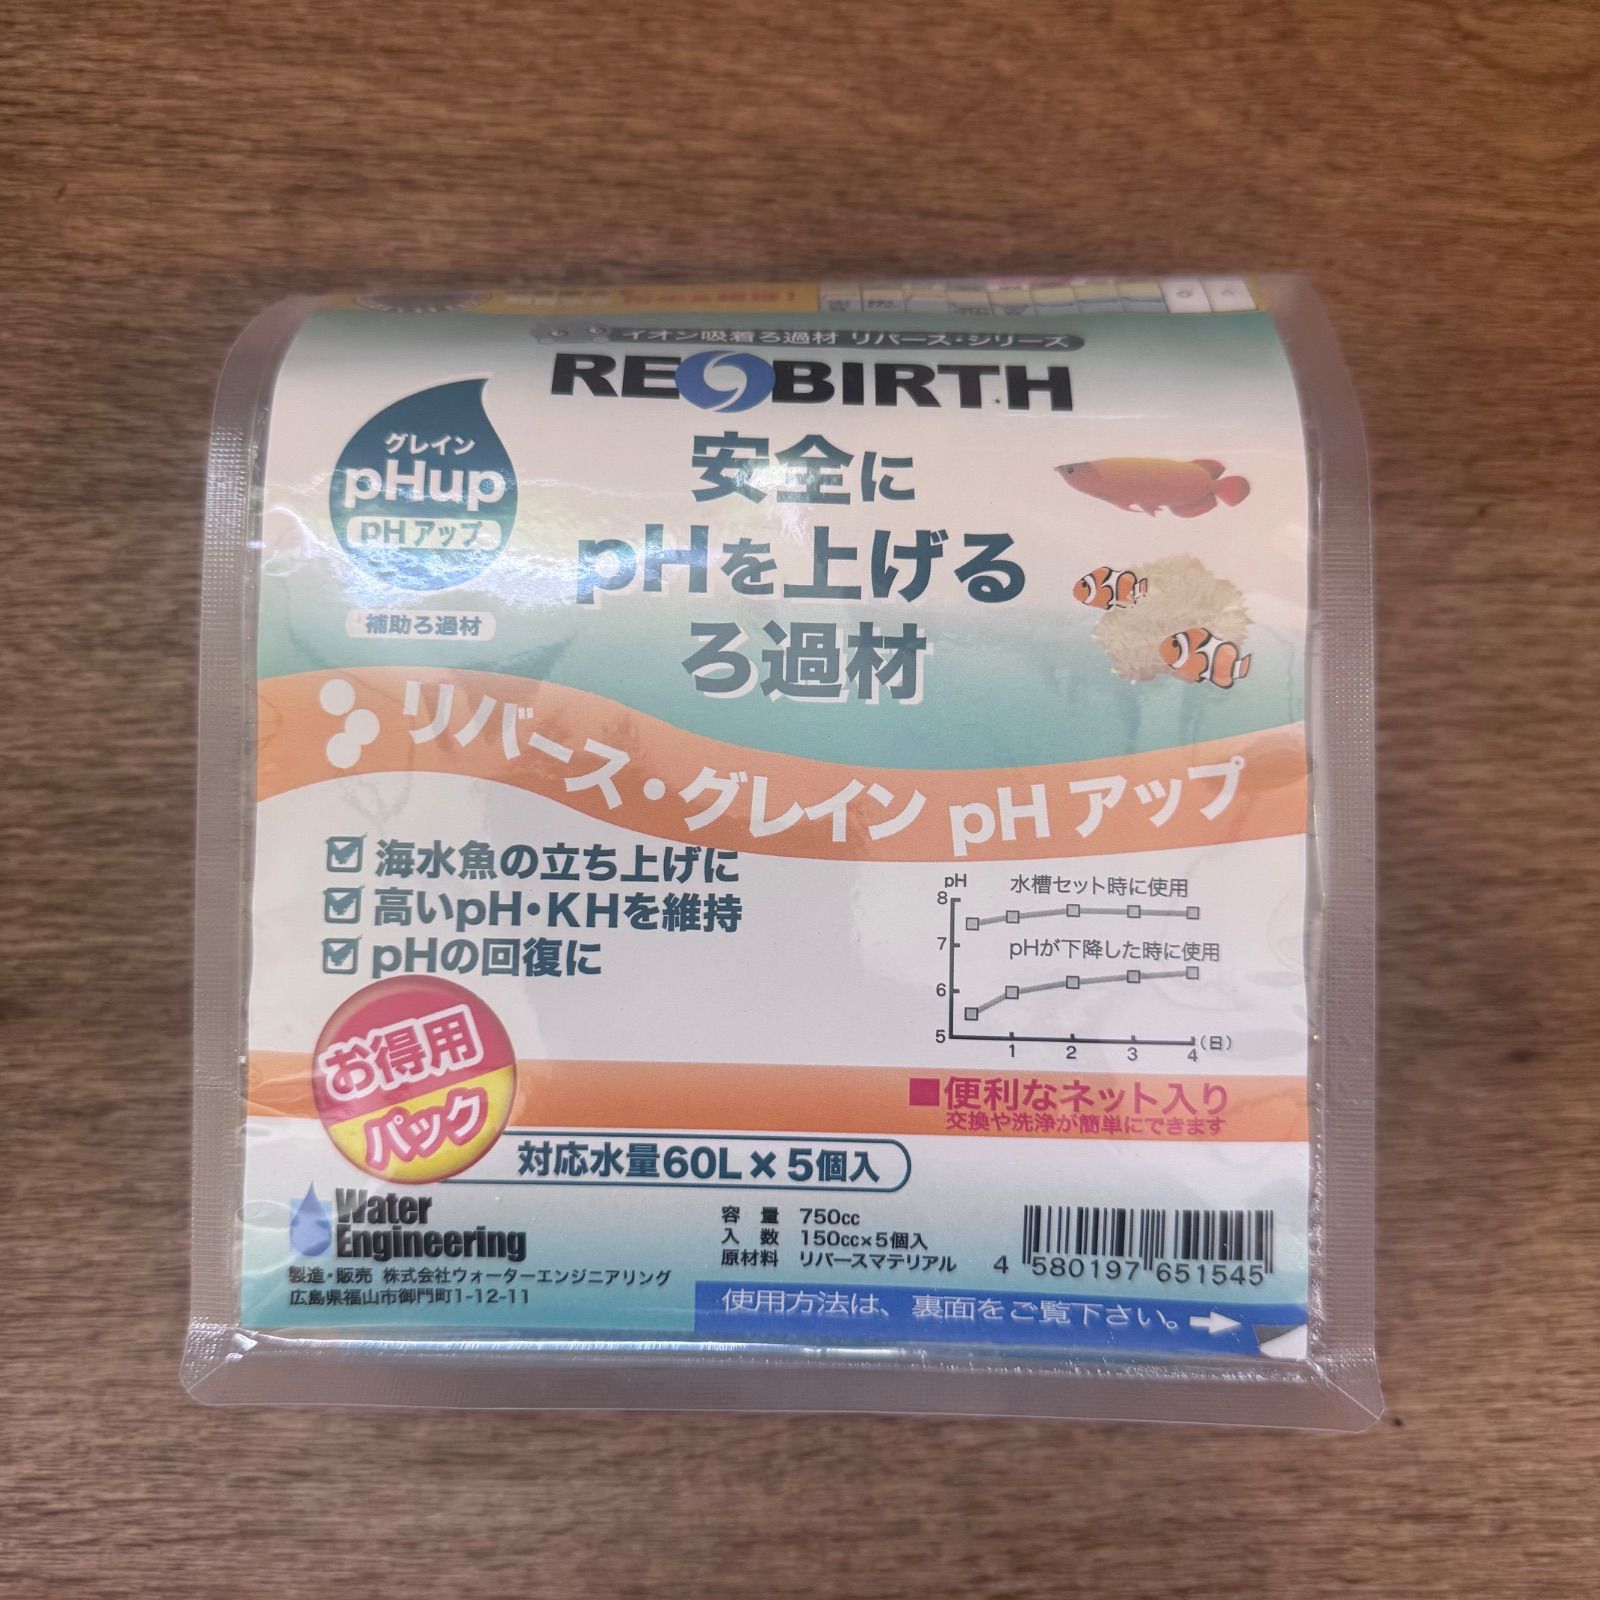 イオン吸着ろ過材 リバース・シリーズ
REBIRTH
グレイン
pHup
pHアップ
補助ろ過材
安全に
pHを上げる
ろ過材
リバース・グレイン pHアップ
海水魚の立ち上げに
高いpH・KHを維持
pHの回復に
pH
水槽セット時に使用
8
7
pHが下降した時に使用
6
5
1 2 3 4 (日)
お得用
パック
■便利なネット入り
交換や洗浄が簡単にできます
対応水量60L×5個入
Water
Engineering
製造・販売 株式会社ウォーターエンジニアリング
広島県福山市御門町1-12-11
容量 750cc
入数 150cc×5個入
原材料 リバースマテリアル
4 580197 651545
使用方法は、裏面をご覧下さい。